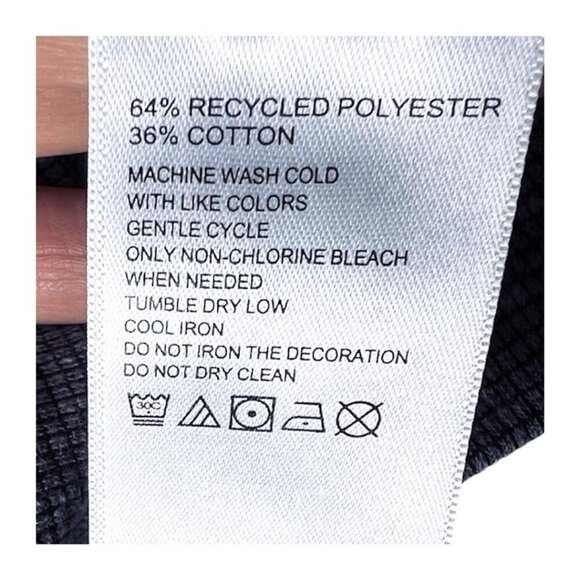 64% RECYCLED POLYESTER
36% COTTON
MACHINE WASH COLD
WITH LIKE COLORS
GENTLE CYCLE
ONLY NON-CHLORINE BLEACH
WHEN NEEDED
TUMBLE DRY LOW
COOL IRON
DO NOT IRON THE DECORATION
DO NOT DRY CLEAN
30C